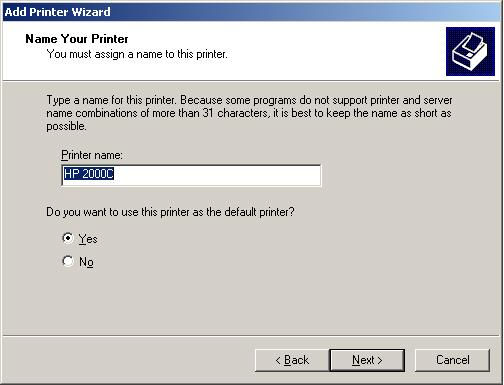 Add Printer Wizard
Name Your Printer
You must assign a name to this printer.
Type a name for this printer. Because some programs do not support printer and server
name combinations of more than 31 characters, it is best to keep the name as short as
possible.
Printer name:
HP 2000C
Do you want to use this printer as the default printer?
Yes
No
< Back
Next >
Cancel